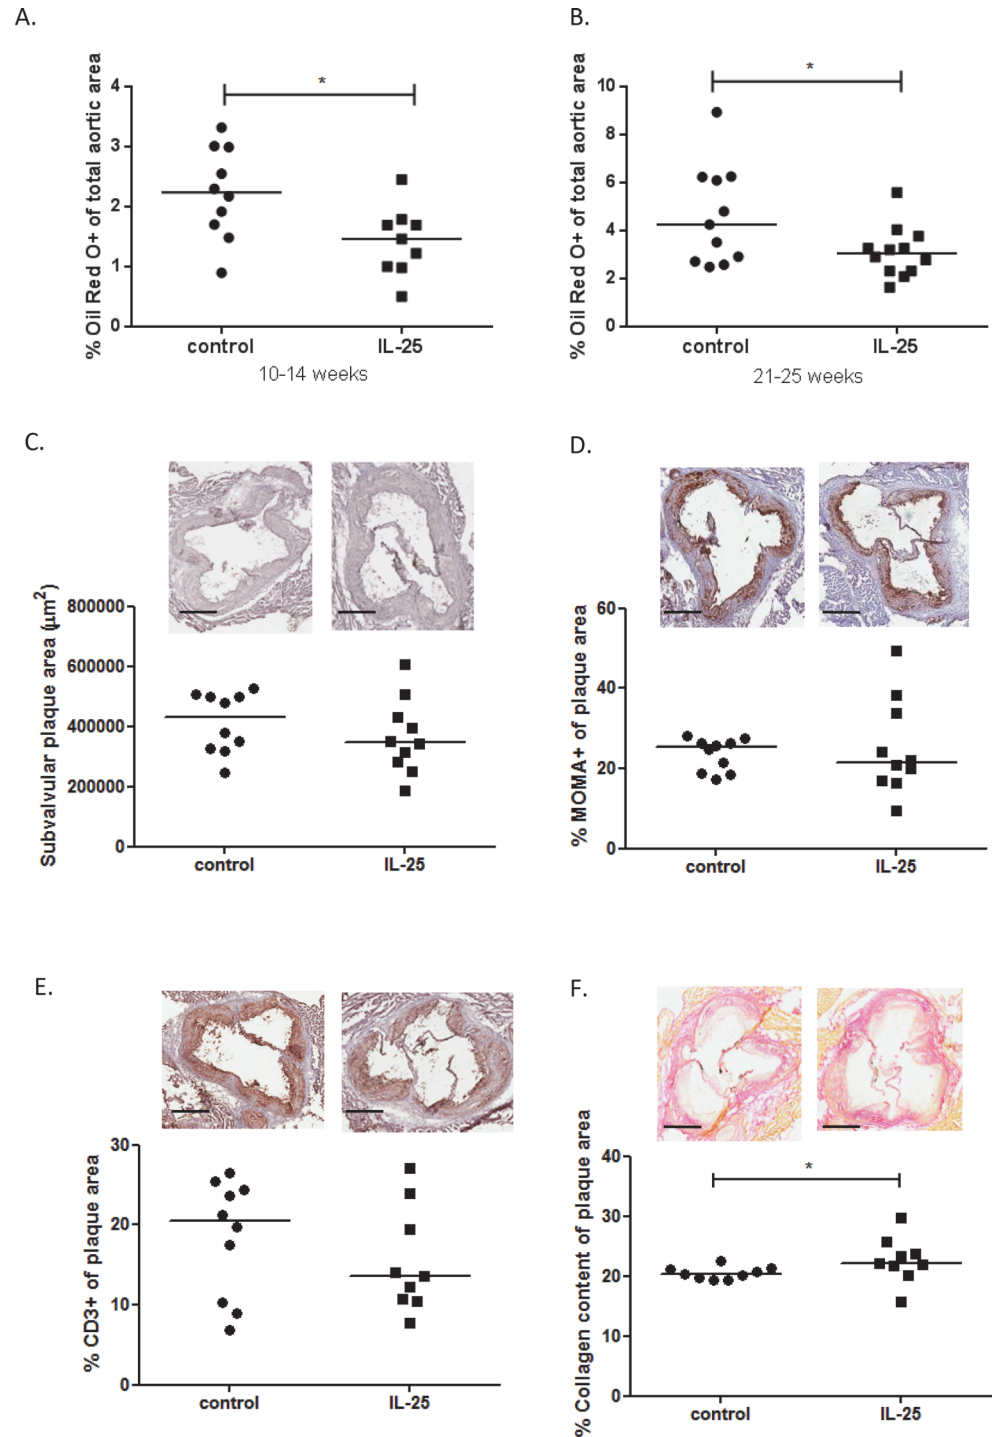 A.
% Oil Red O+ of total aortic area
4
3
2
1
0
*
control
IL-25
10-14 weeks
B.
% Oil Red O+ of total aortic area
10
8
6
4
2
0
*
control
IL-25
21-25 weeks
C.
Subvalvular plaque area (μm²)
800000
600000
400000
200000
0
control
IL-25
D.
% MOMA+ of plaque area
60
40
20
0
control
IL-25
E.
% CD3+ of plaque area
30
20
10
0
control
IL-25
F.
% Collagen content of plaque area
40
30
20
10
0
*
control
IL-25